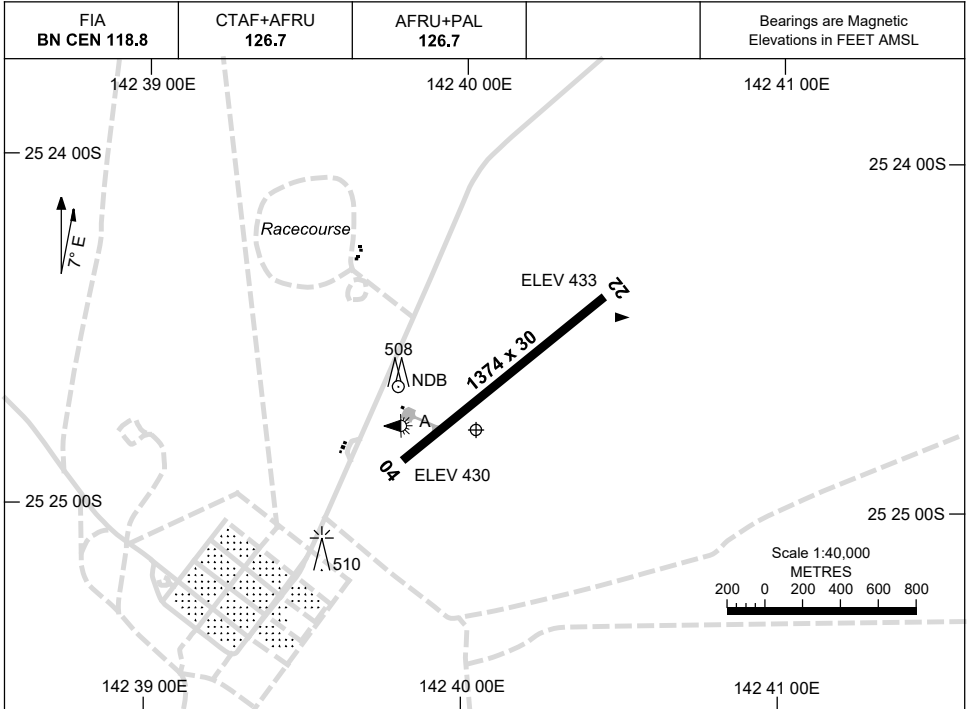 FIA
BN CEN 118.8
CTAF+AFRU
126.7
AFRU+PAL
126.7
Bearings are Magnetic
Elevations in FEET AMSL
142 39 00E
142 40 00E
142 41 00E
25 24 00S
25 24 00S
7° E
Racecourse
ELEV 433
22
1374 x 30
508
NDB
A
04
ELEV 430
25 25 00S
25 25 00S
510
Scale 1:40,000
METRES
200 0 200 400 600 800
142 39 00E
142 40 00E
142 41 00E